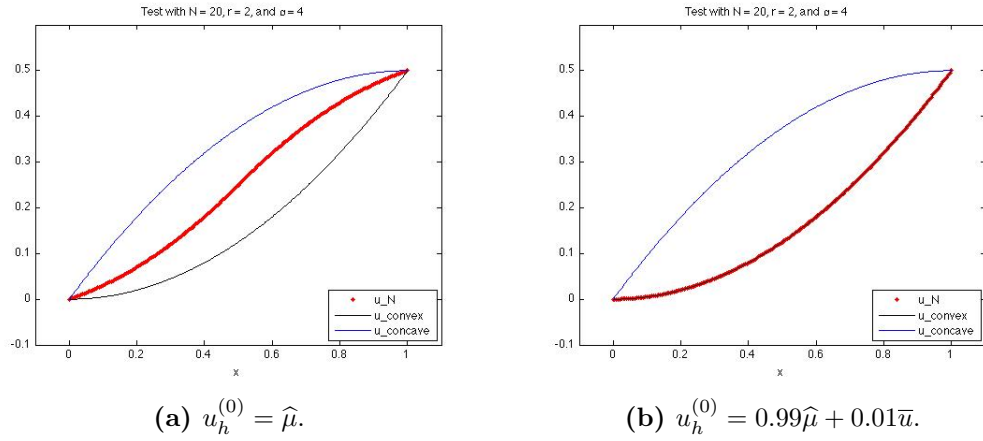 Test with N = 20, r = 2, and ø = 4
0.5
0.4
0.3
0.2
0.1
0
-0.1
0
0.2
0.4
0.6
0.8
1
x
u_N
u_convex
u_concave
(a) $u_h^{(0)} = \widehat{\mu}$.
Test with N = 20, r = 2, and ø = 4
0.5
0.4
0.3
0.2
0.1
0
-0.1
0
0.2
0.4
0.6
0.8
1
x
u_N
u_convex
u_concave
(b) $u_h^{(0)} = 0.99\widehat{\mu} + 0.01\overline{u}$.